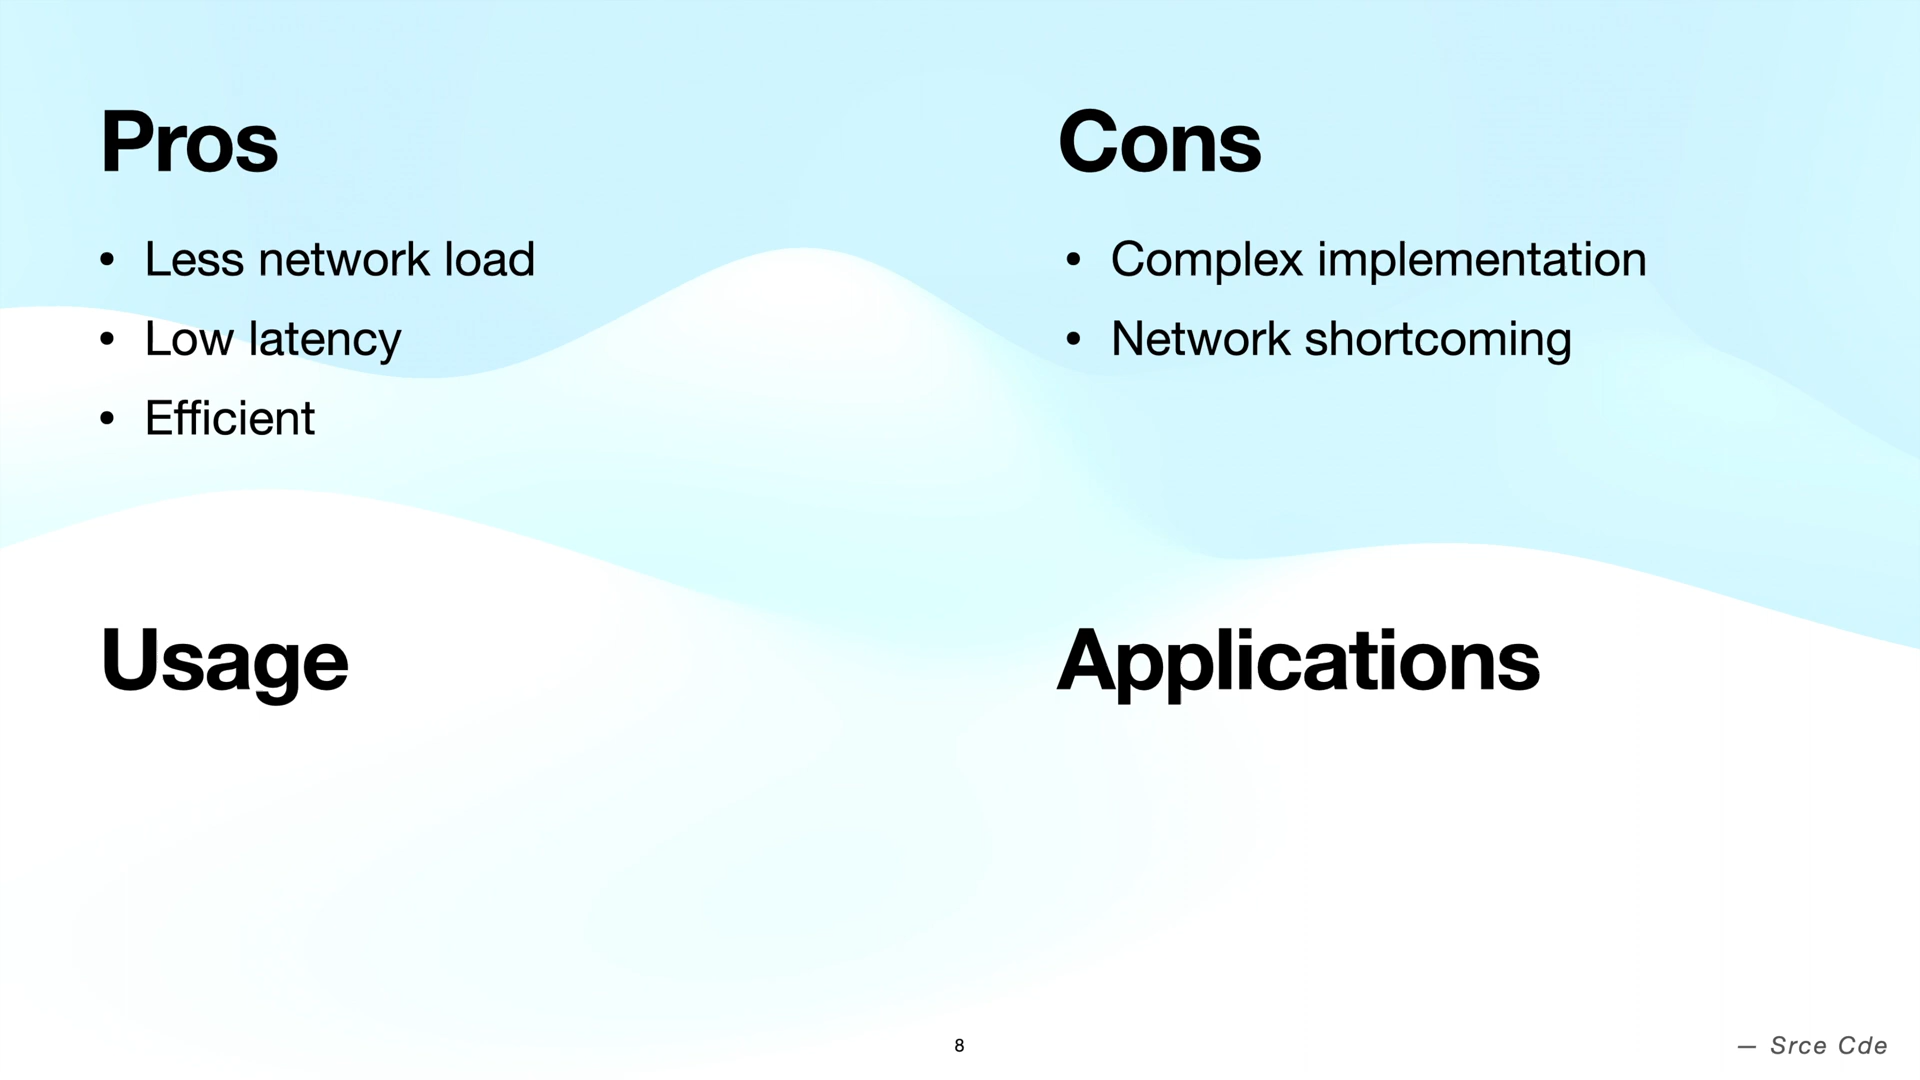 Pros
• Less network load
• Low latency
• Efficient
Cons
• Complex implementation
• Network shortcoming
Usage
Applications
8
— Srce Cde